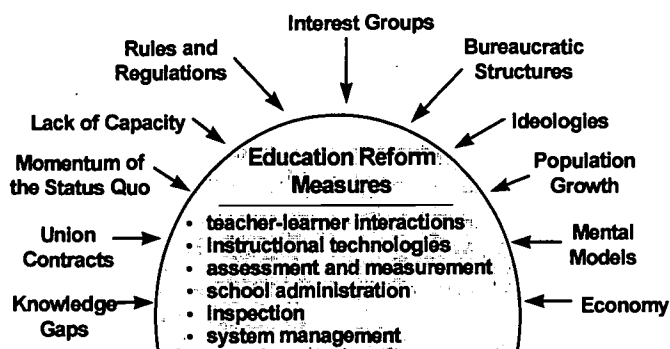 Interest Groups
Rules and
Regulations
Bureaucratic
Structures
Lack of Capacity
Ideologies
Momentum of
the Status Quo
Population
Growth
Union
Contracts
Mental
Models
Knowledge
Gaps
Economy
Education Reform
Measures
• teacher-learner interactions
• instructional technologies
• assessment and measurement
• school administration
• inspection
• system management